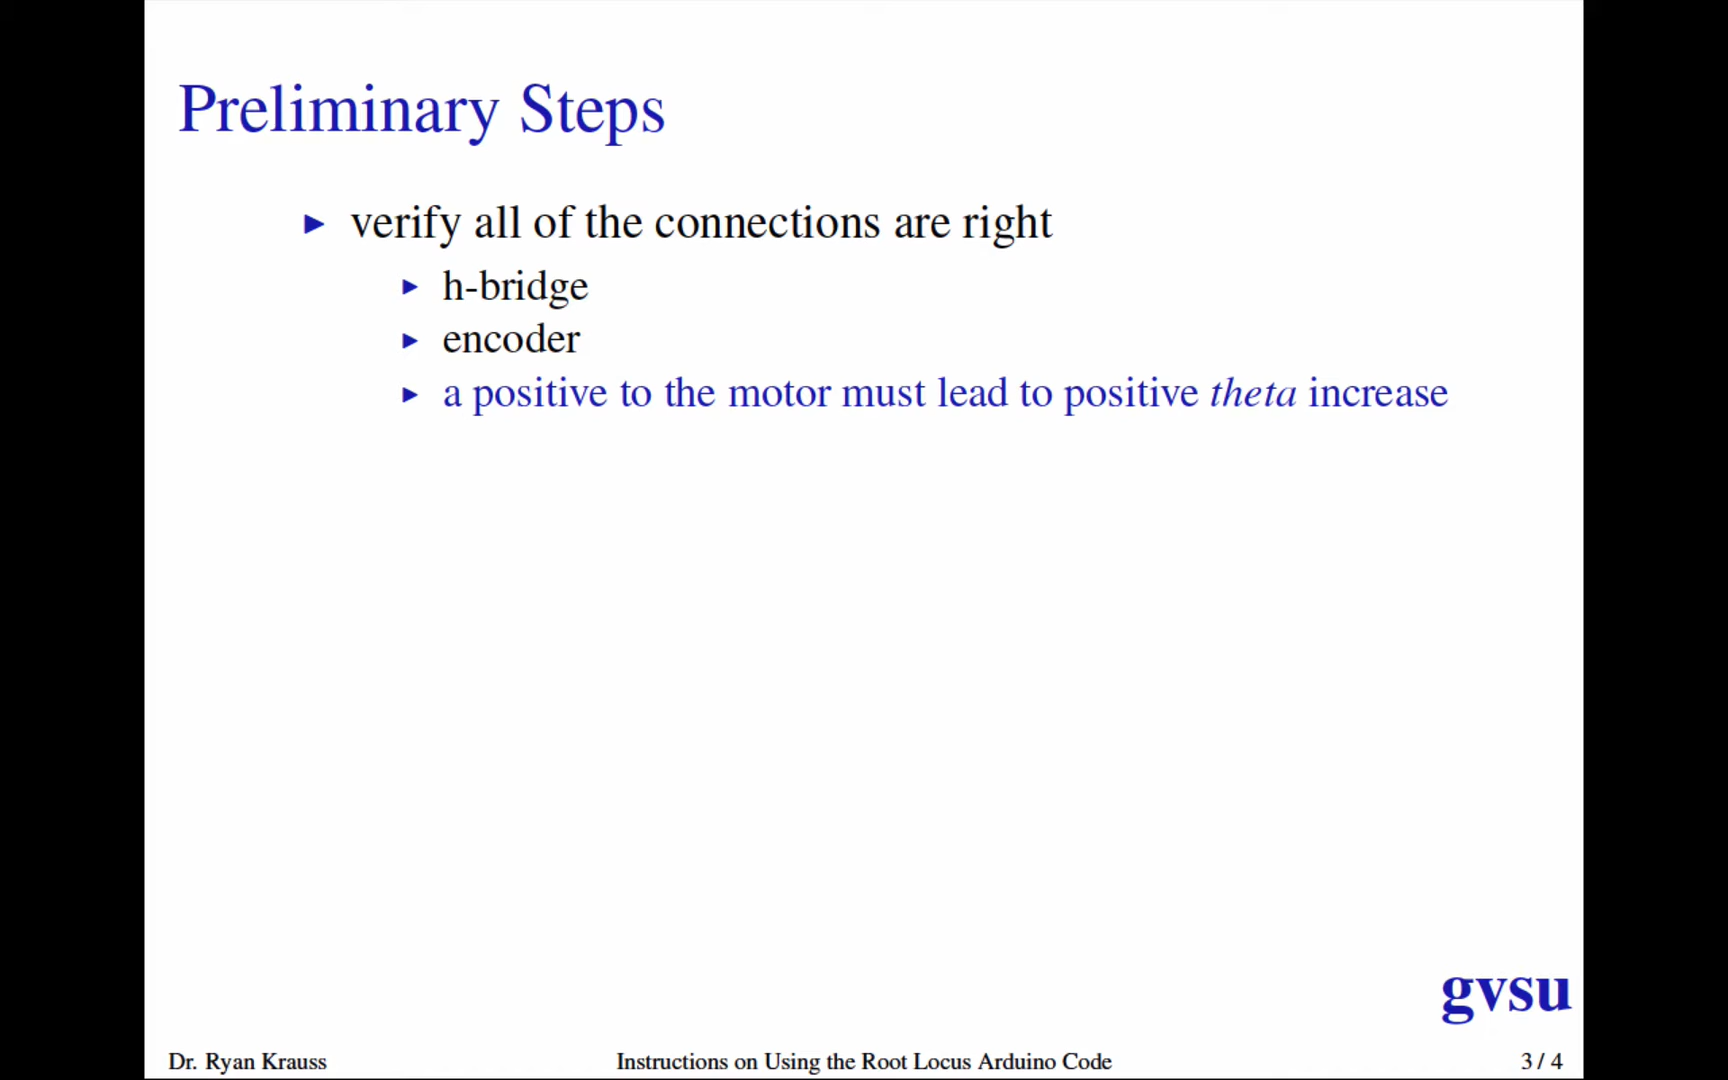 Preliminary Steps
verify all of the connections are right
h-bridge
encoder
a positive to the motor must lead to positive theta increase
gvsu
Dr. Ryan Krauss
Instructions on Using the Root Locus Arduino Code
3 / 4